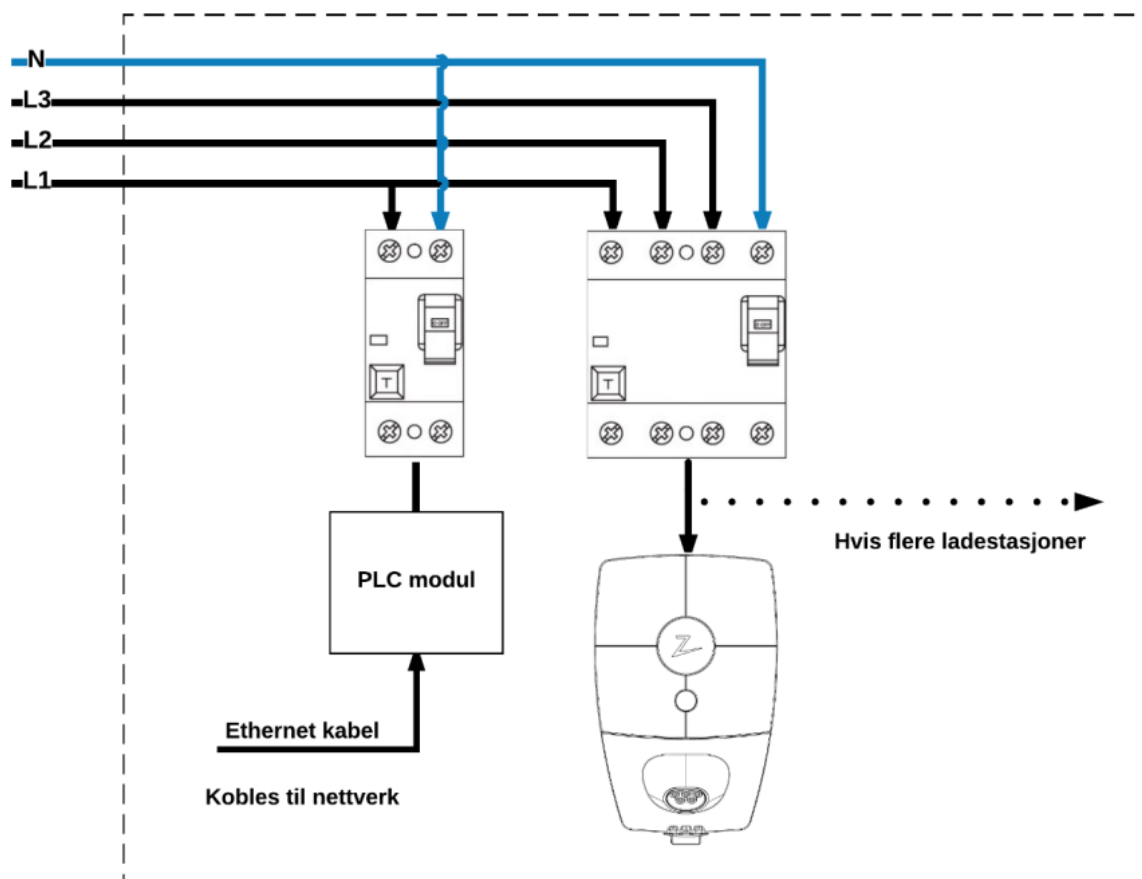 N
L3
L2
L1
T
T
PLC modul
Hvis flere ladestasjoner
Ethernet kabel
Kobles til nettverk